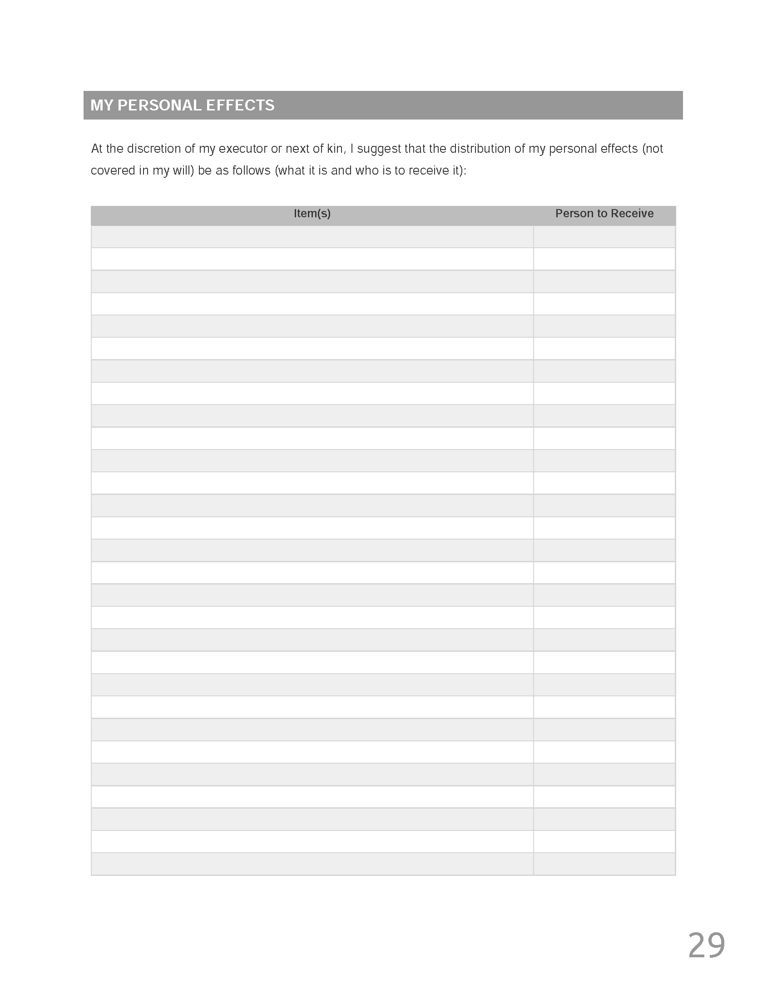 MY PERSONAL EFFECTS
At the discretion of my executor or next of kin, I suggest that the distribution of my personal effects (not
covered in my will) be as follows (what it is and who is to receive it):
Item(s) Person to Receive
29